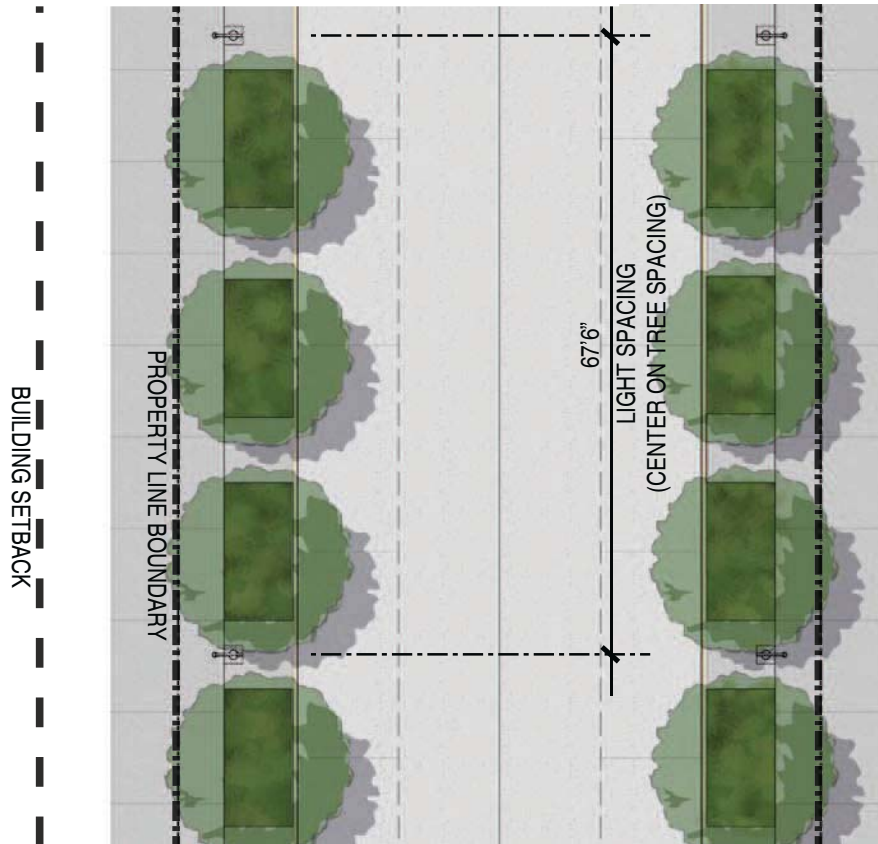 BUILDING SETBACK
PROPERTY LINE BOUNDARY
67'6”
LIGHT SPACING
(CENTER ON TREE SPACING)